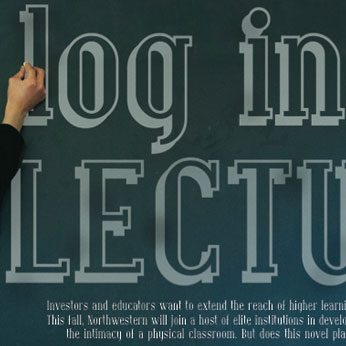 log in
LECTU
Investors and educators want to extend the reach of higher learni
This fall, Northwestern will join a host of elite institutions in develo
the intimacy of a physical classroom. But does this novel pla